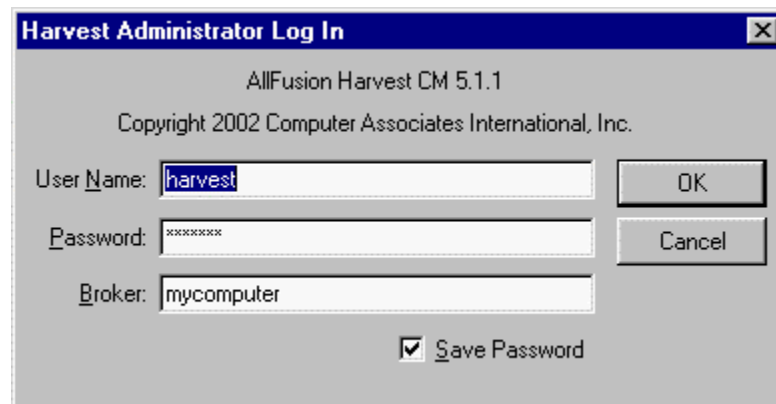 Harvest Administrator Log In
AllFusion Harvest CM 5.1.1
Copyright 2002 Computer Associates International, Inc.
User Name: harvest OK
Password: ******* Cancel
Broker: mycomputer
Save Password